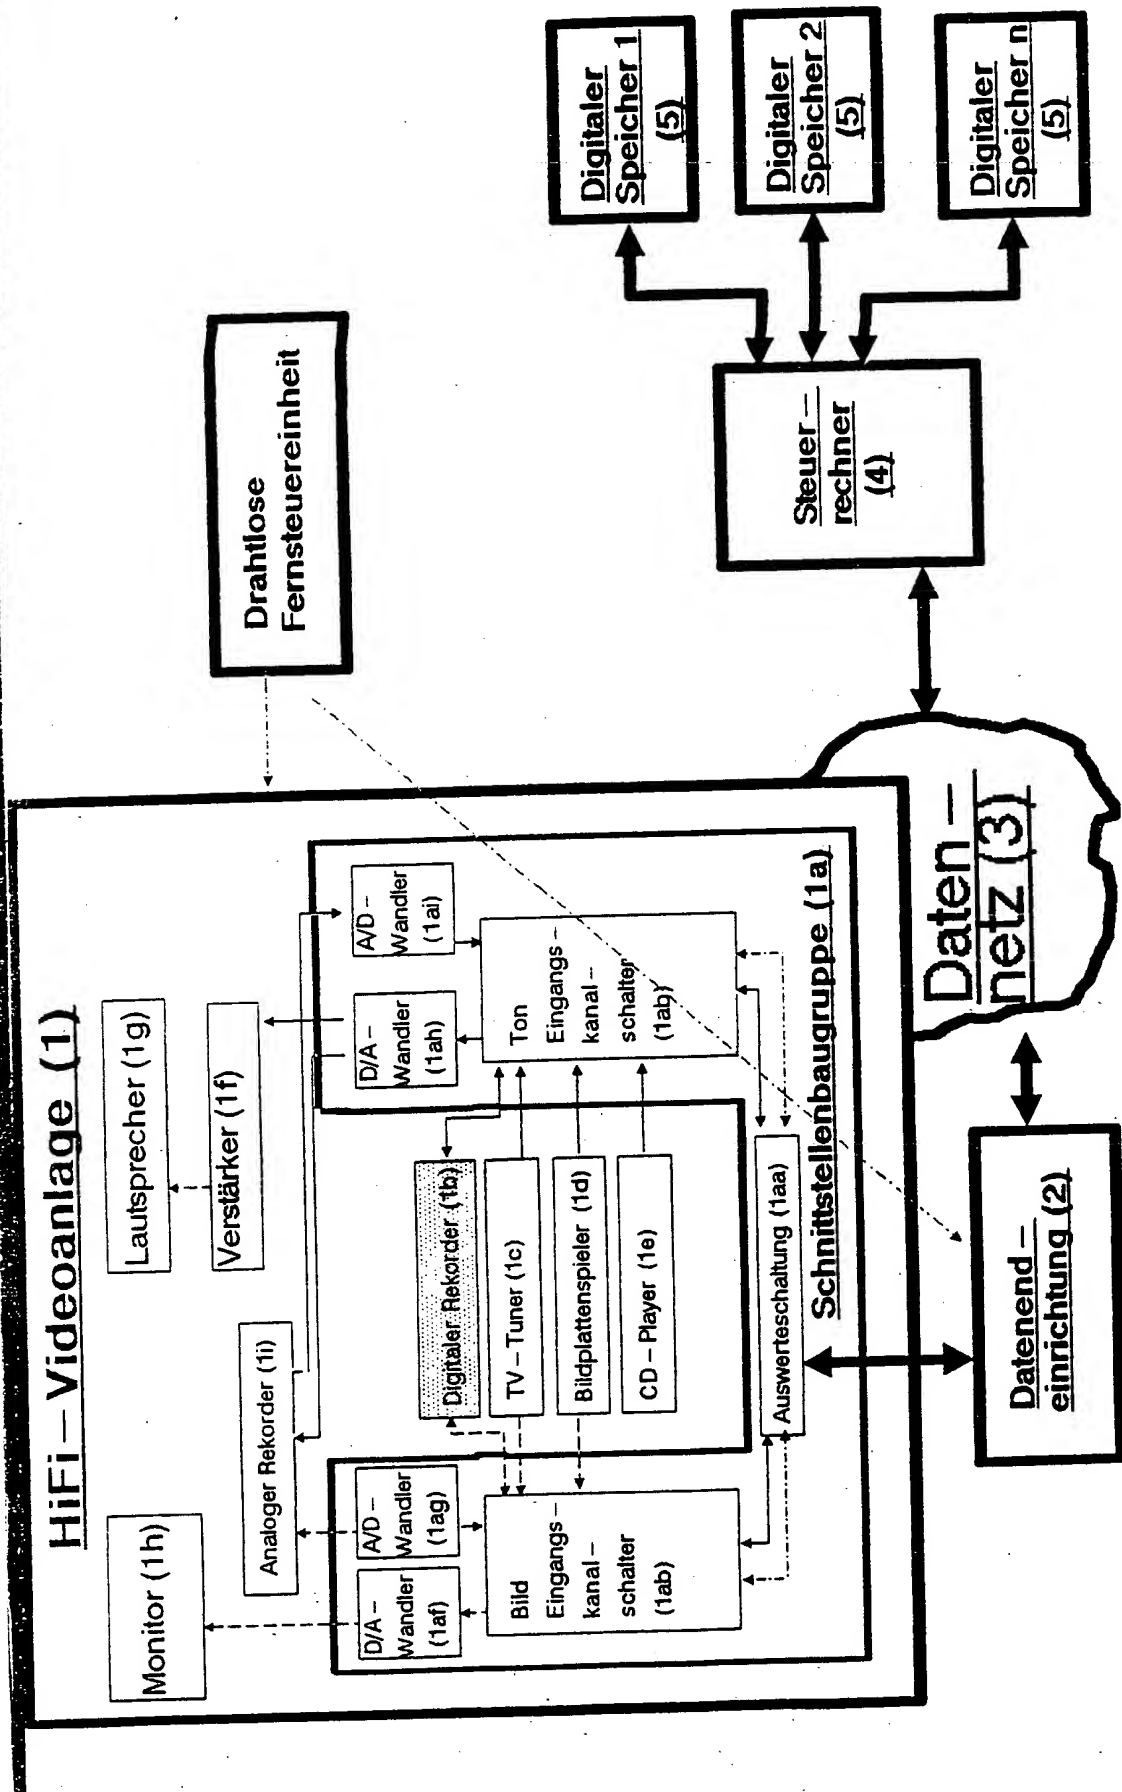 HiFi – Videoanlage (1)
Monitor (1h)
Lautsprecher (1g)
Verstärker (1f)
Analoger Rekorder (1i)
Drahtlose
Fernsteuereinheit
D/A –
Wandler
(1af)
A/D –
Wandler
(1ag)
D/A –
Wandler
(1ah)
A/D –
Wandler
(1ai)
Digitaler Rekorder (1b)
TV – Tuner (1c)
Bildplattenspieler (1d)
CD – Player (1e)
Bild
Eingangs –
kanal –
schalter
(1ab)
Ton
Eingangs –
kanal –
schalter
(1ab)
Auswerteschaltung (1aa)
Schnittstellenbaugruppe (1a)
Datenend –
einrichtung (2)
Daten –
netz (3)
Steuer –
rechner
(4)
Digitaler
Speicher 1
(5)
Digitaler
Speicher 2
(5)
Digitaler
Speicher n
(5)